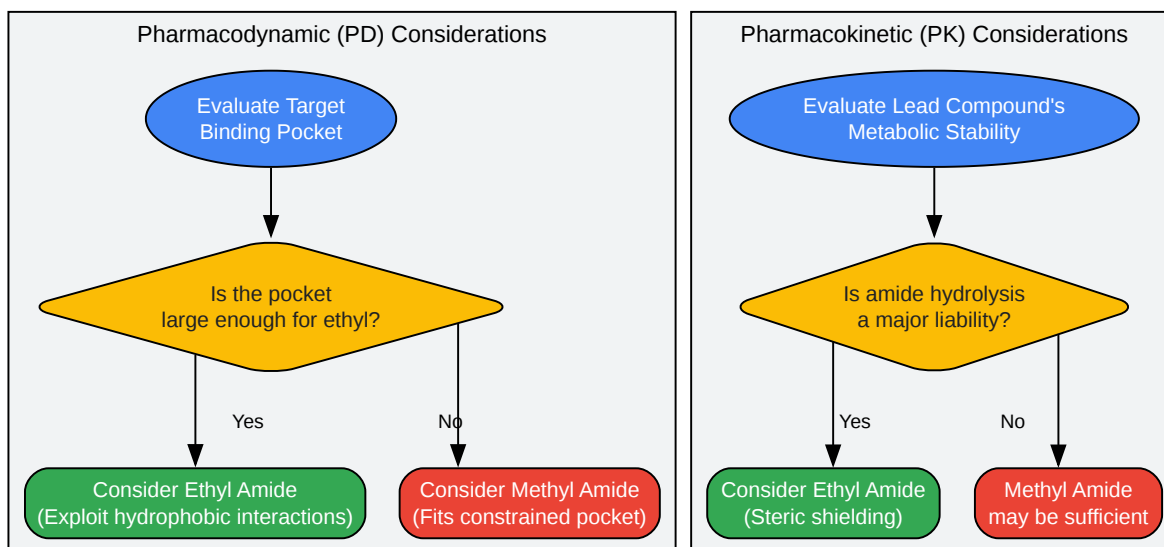 Pharmacodynamic (PD) Considerations
Evaluate Target
Binding Pocket
Is the pocket
large enough for ethyl?
Yes
No
Consider Ethyl Amide
(Exploit hydrophobic interactions)
Consider Methyl Amide
(Fits constrained pocket)
Pharmacokinetic (PK) Considerations
Evaluate Lead Compound's
Metabolic Stability
Is amide hydrolysis
a major liability?
Yes
No
Consider Ethyl Amide
(Steric shielding)
Methyl Amide
may be sufficient